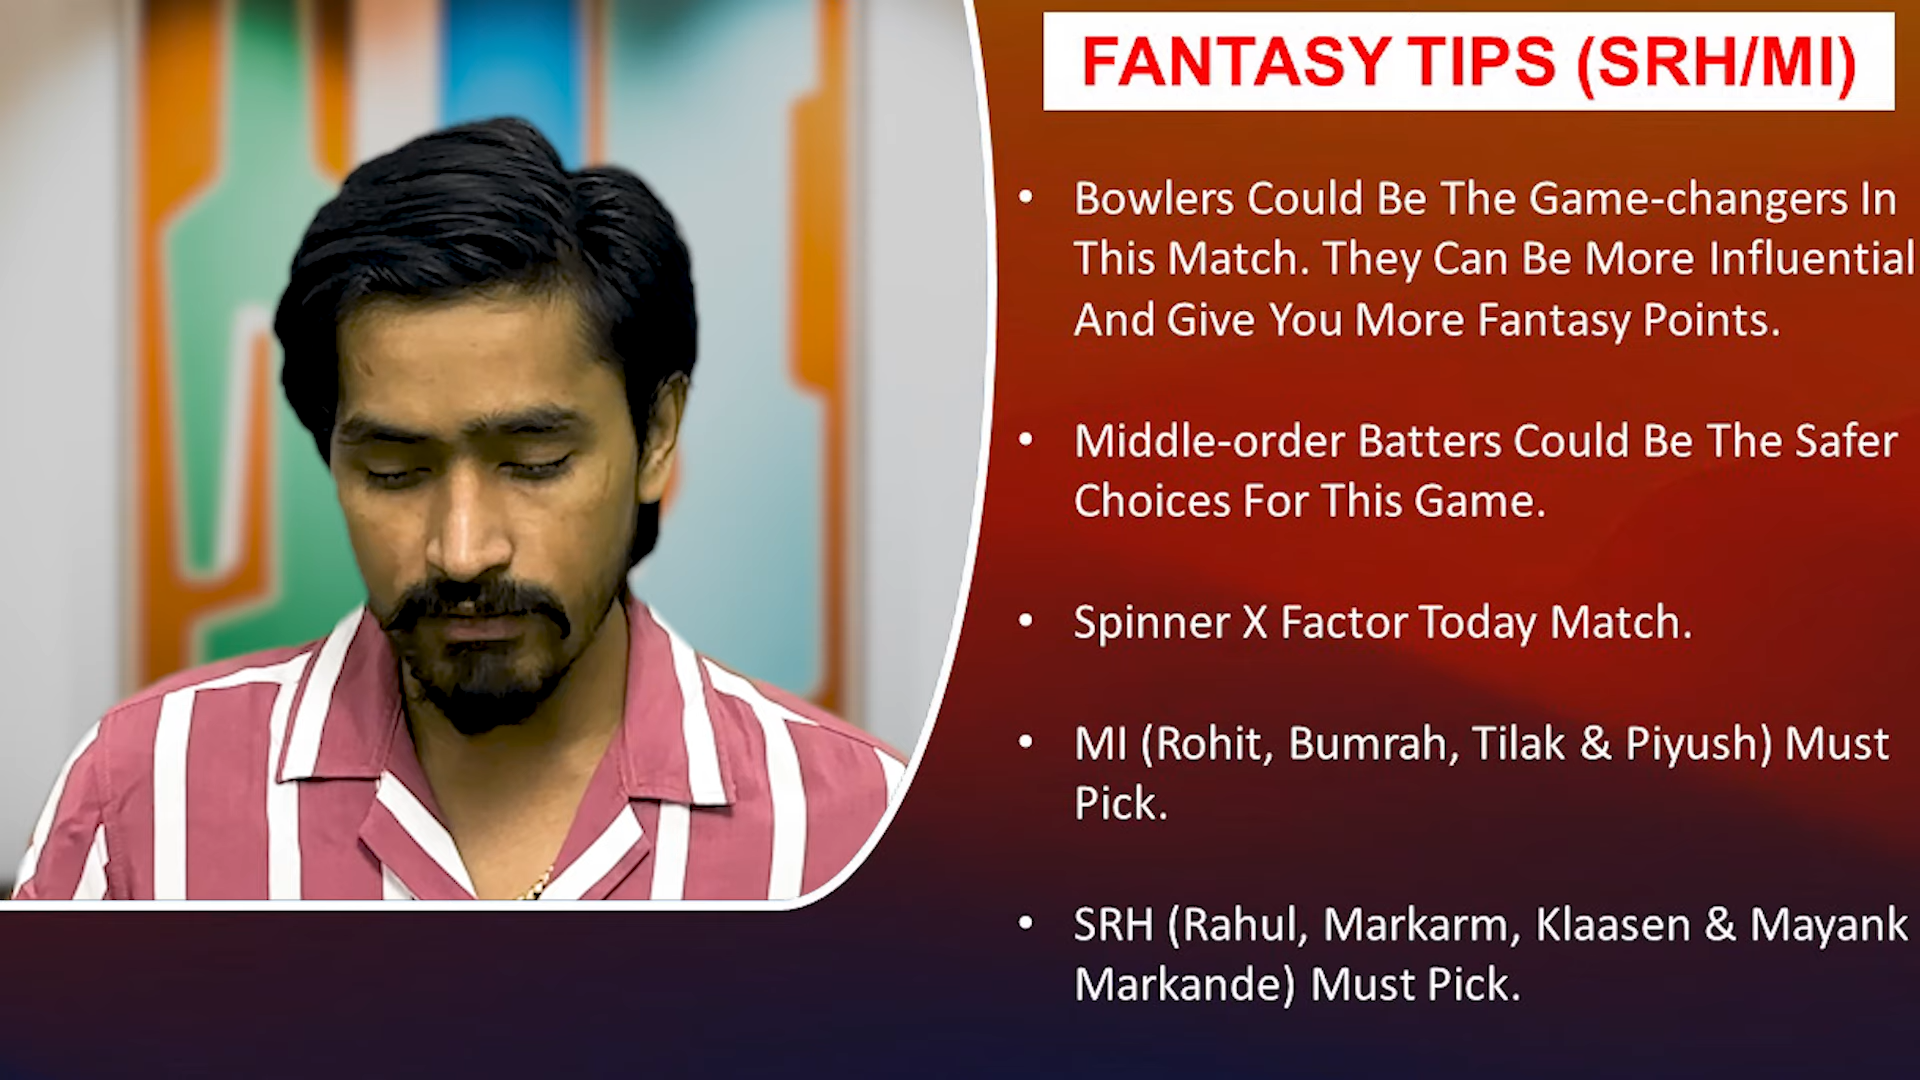 FANTASY TIPS (SRH/MI)
• Bowlers Could Be The Game-changers In
This Match. They Can Be More Influential
And Give You More Fantasy Points.
• Middle-order Batters Could Be The Safer
Choices For This Game.
• Spinner X Factor Today Match.
• MI (Rohit, Bumrah, Tilak & Piyush) Must
Pick.
• SRH (Rahul, Markarm, Klaasen & Mayank
Markande) Must Pick.